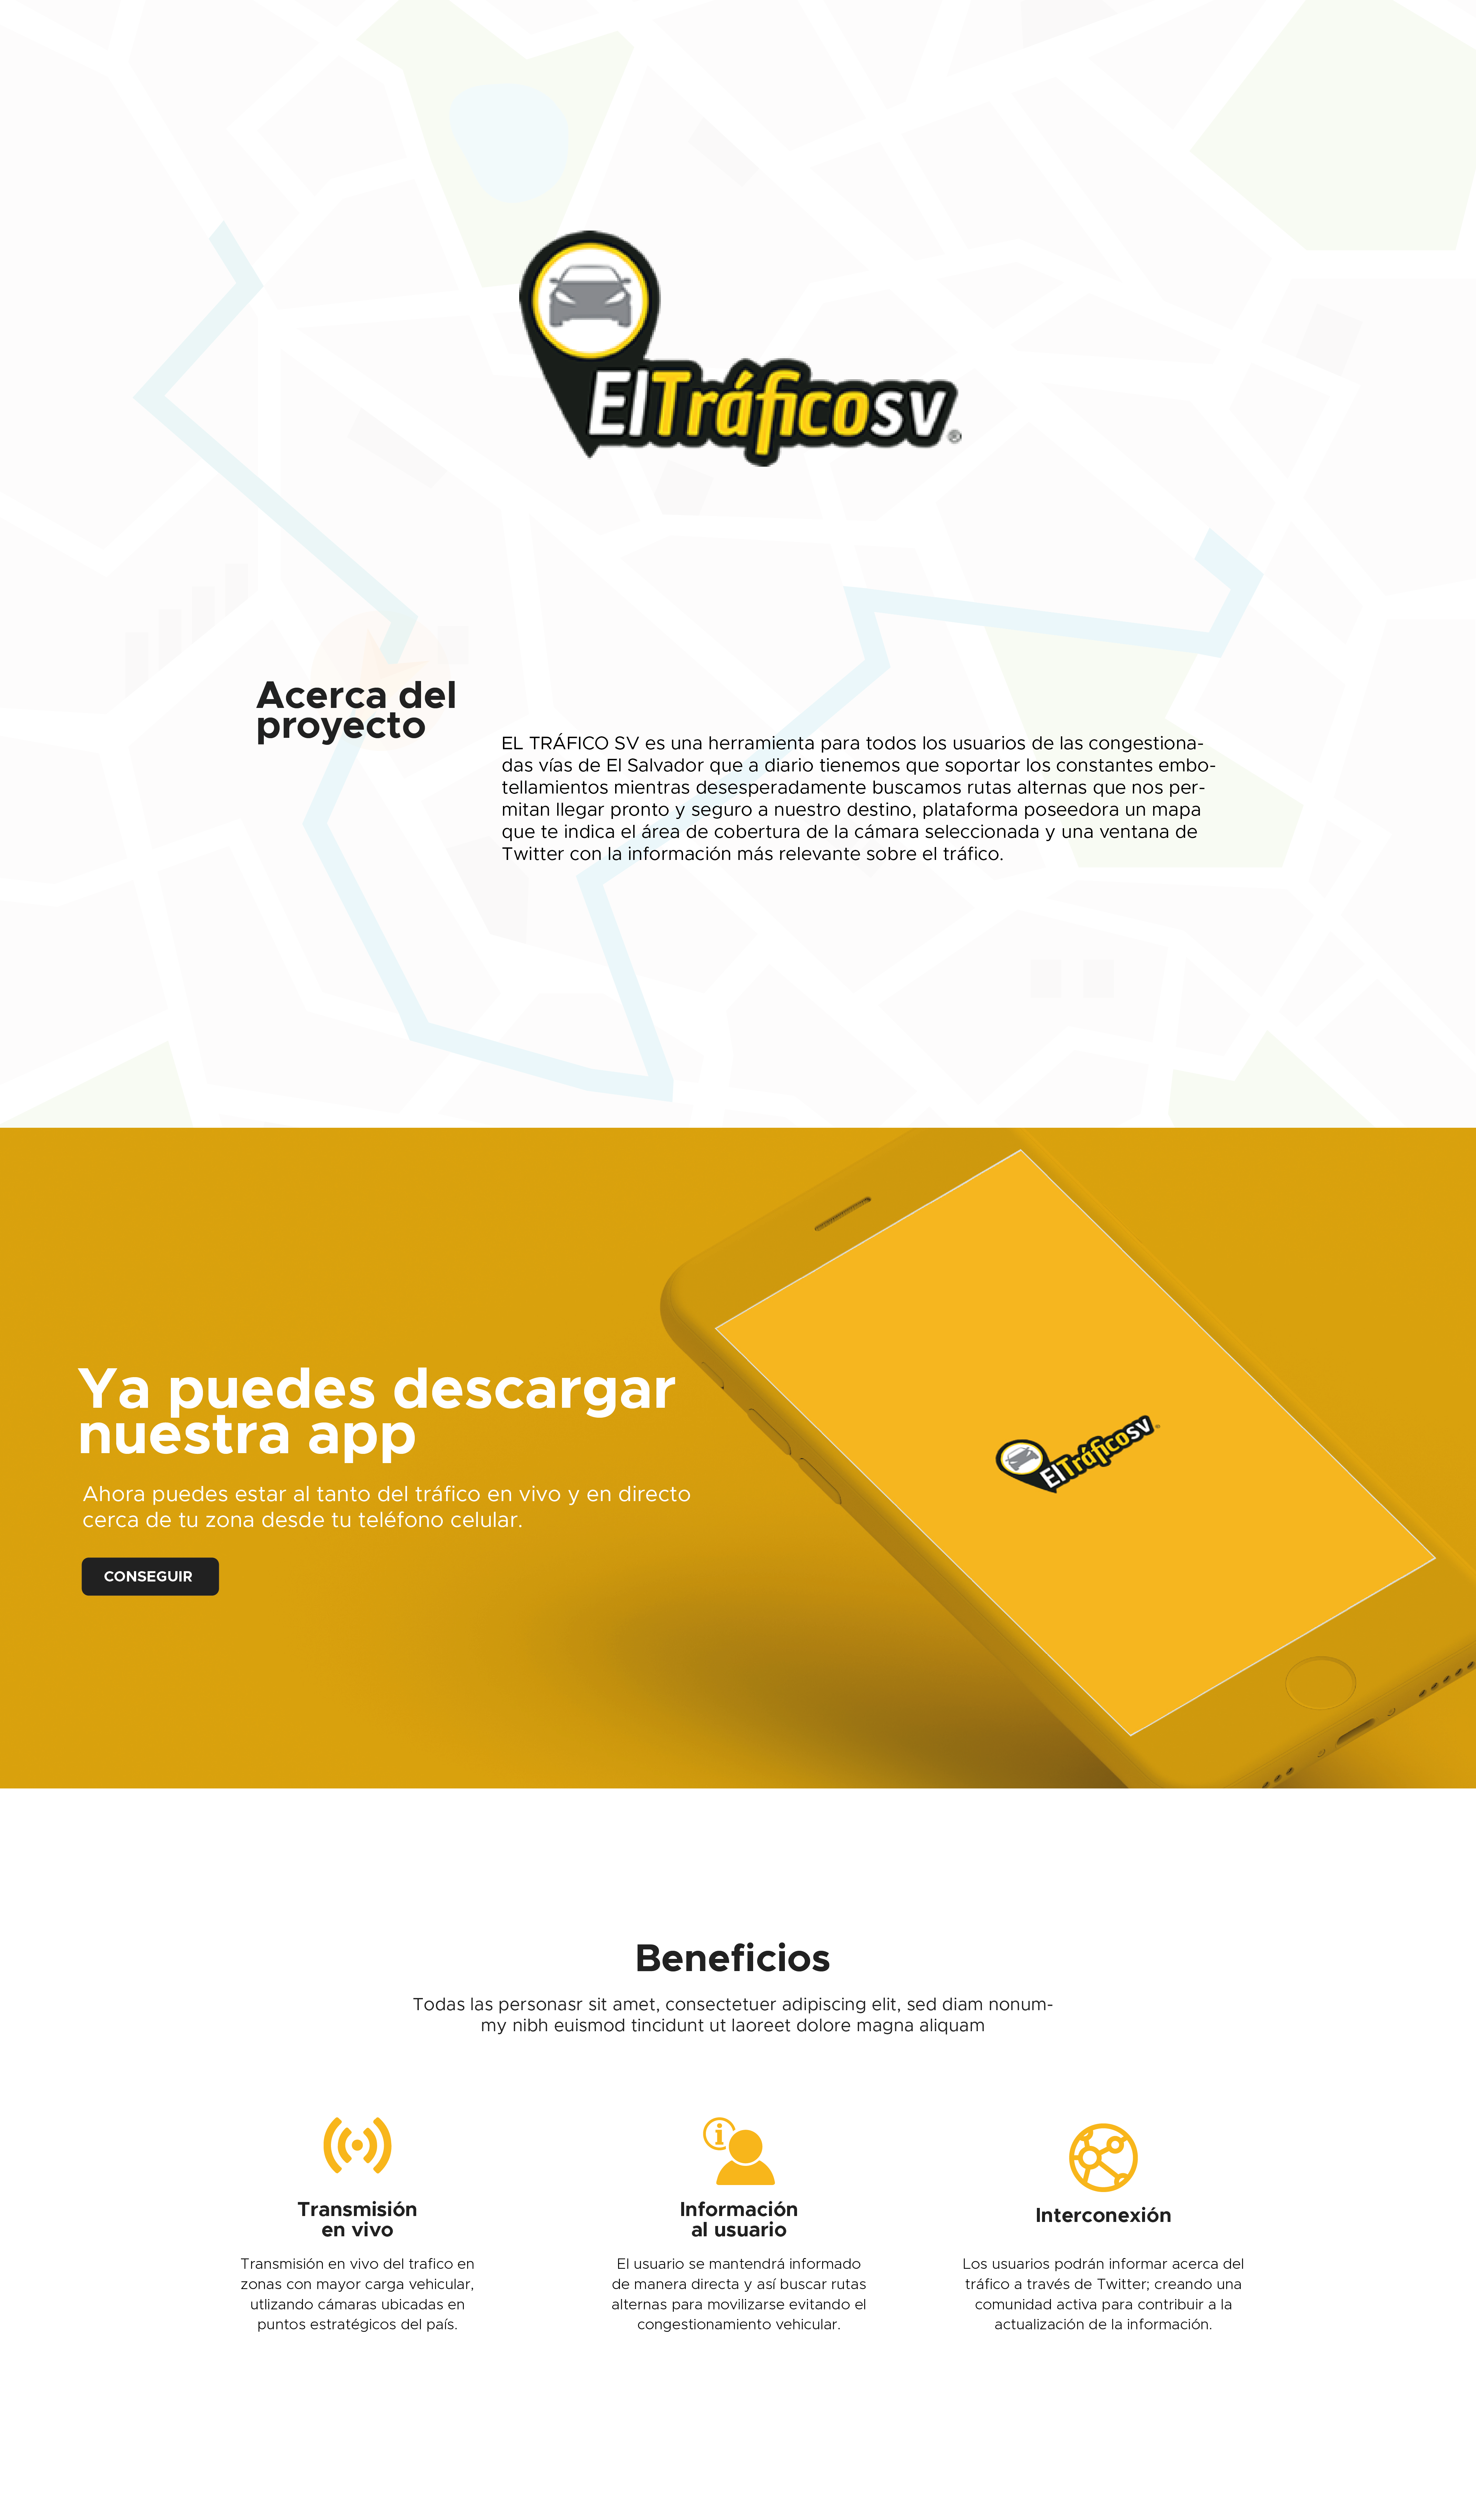 ElTráficosv®
Acerca del
proyecto
EL TRÁFICO SV es una herramienta para todos los usuarios de las congestiona-
das vías de El Salvador que a diario tienemos que soportar los constantes embo-
tellamientos mientras desesperadamente buscamos rutas alternas que nos per-
mitan llegar pronto y seguro a nuestro destino, plataforma poseedora un mapa
que te indica el área de cobertura de la cámara seleccionada y una ventana de
Twitter con la información más relevante sobre el tráfico.
Ya puedes descargar
nuestra app
Ahora puedes estar al tanto del tráfico en vivo y en directo
cerca de tu zona desde tu teléfono celular.
CONSEGUIR
ElTráficosv
Beneficios
Todas las personasr sit amet, consectetuer adipiscing elit, sed diam nonum-
my nibh euismod tincidunt ut laoreet dolore magna aliquam
Transmisión
en vivo
Transmisión en vivo del trafico en
zonas con mayor carga vehicular,
utlizando cámaras ubicadas en
puntos estratégicos del país.
Información
al usuario
El usuario se mantendrá informado
de manera directa y así buscar rutas
alternas para movilizarse evitando el
congestionamiento vehicular.
Interconexión
Los usuarios podrán informar acerca del
tráfico a través de Twitter; creando una
comunidad activa para contribuir a la
actualización de la información.